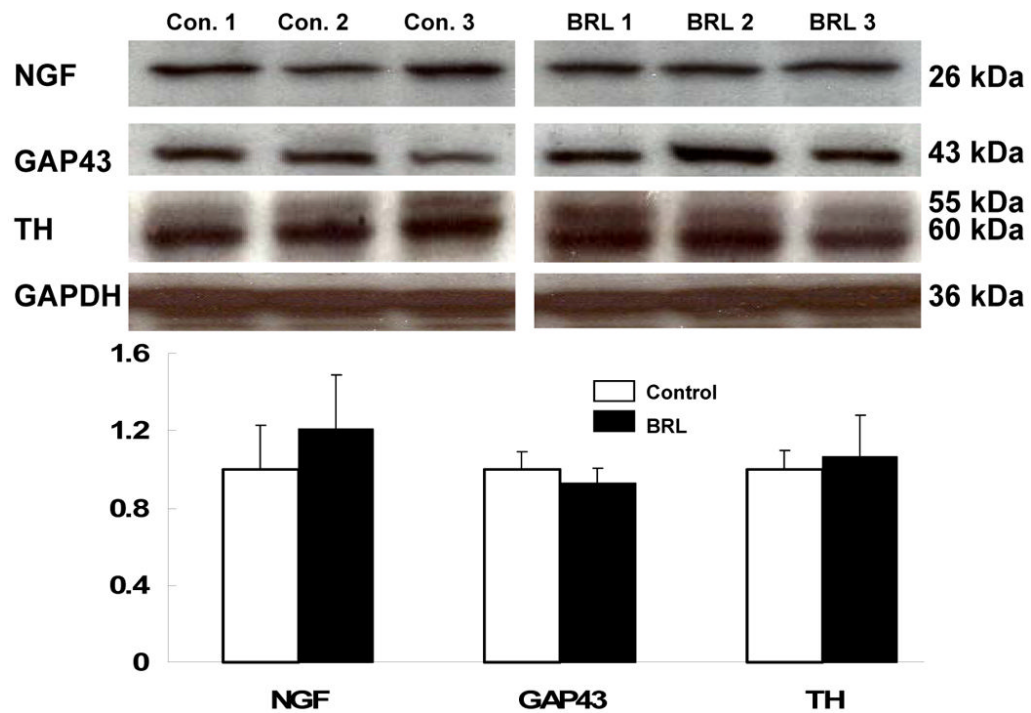 Con. 1 Con. 2 Con. 3 BRL 1 BRL 2 BRL 3
NGF 26 kDa
GAP43 43 kDa
55 kDa
TH 60 kDa
GAPDH 36 kDa
1.6
Control
1.2 BRL
0.8
0.4
0
NGF GAP43 TH